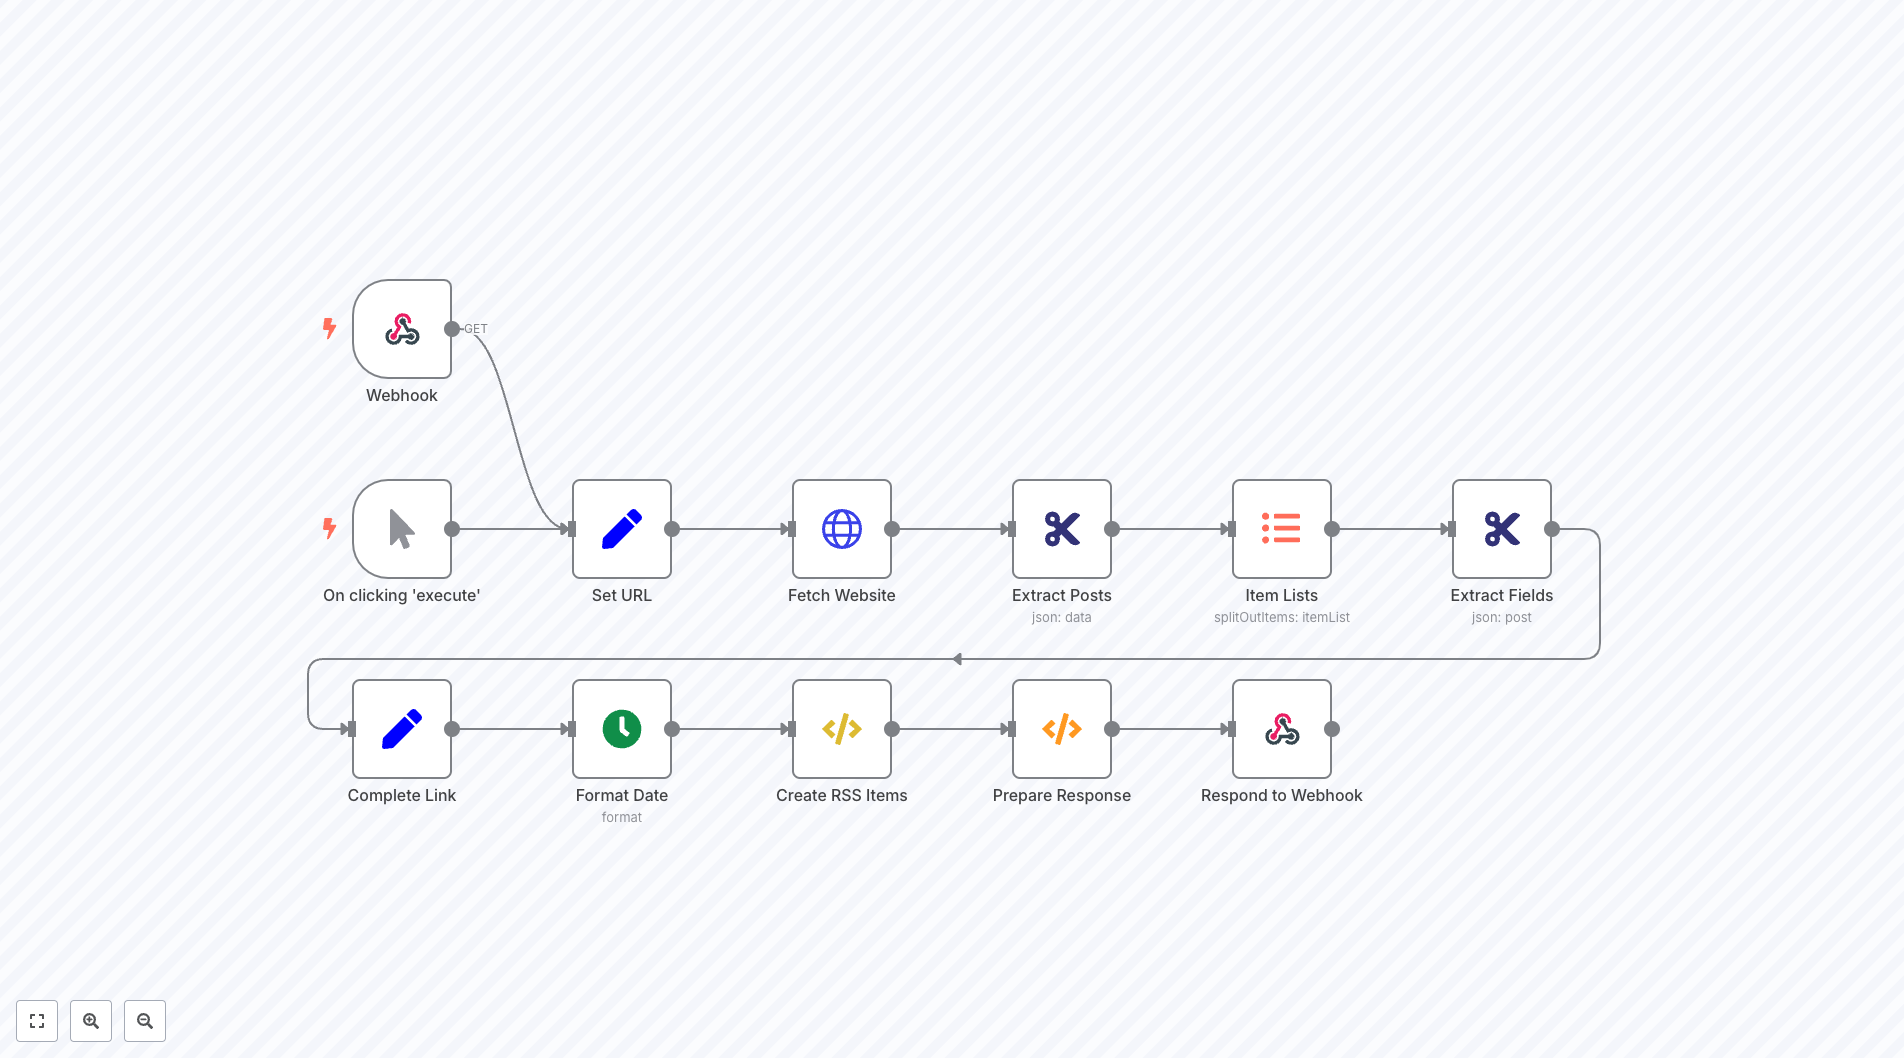 GET
Webhook
On clicking 'execute'
Set URL
Fetch Website
Extract Posts
json: data
Item Lists
splitOutItems: itemList
Extract Fields
json: post
Complete Link
Format Date
format
Create RSS Items
Prepare Response
Respond to Webhook